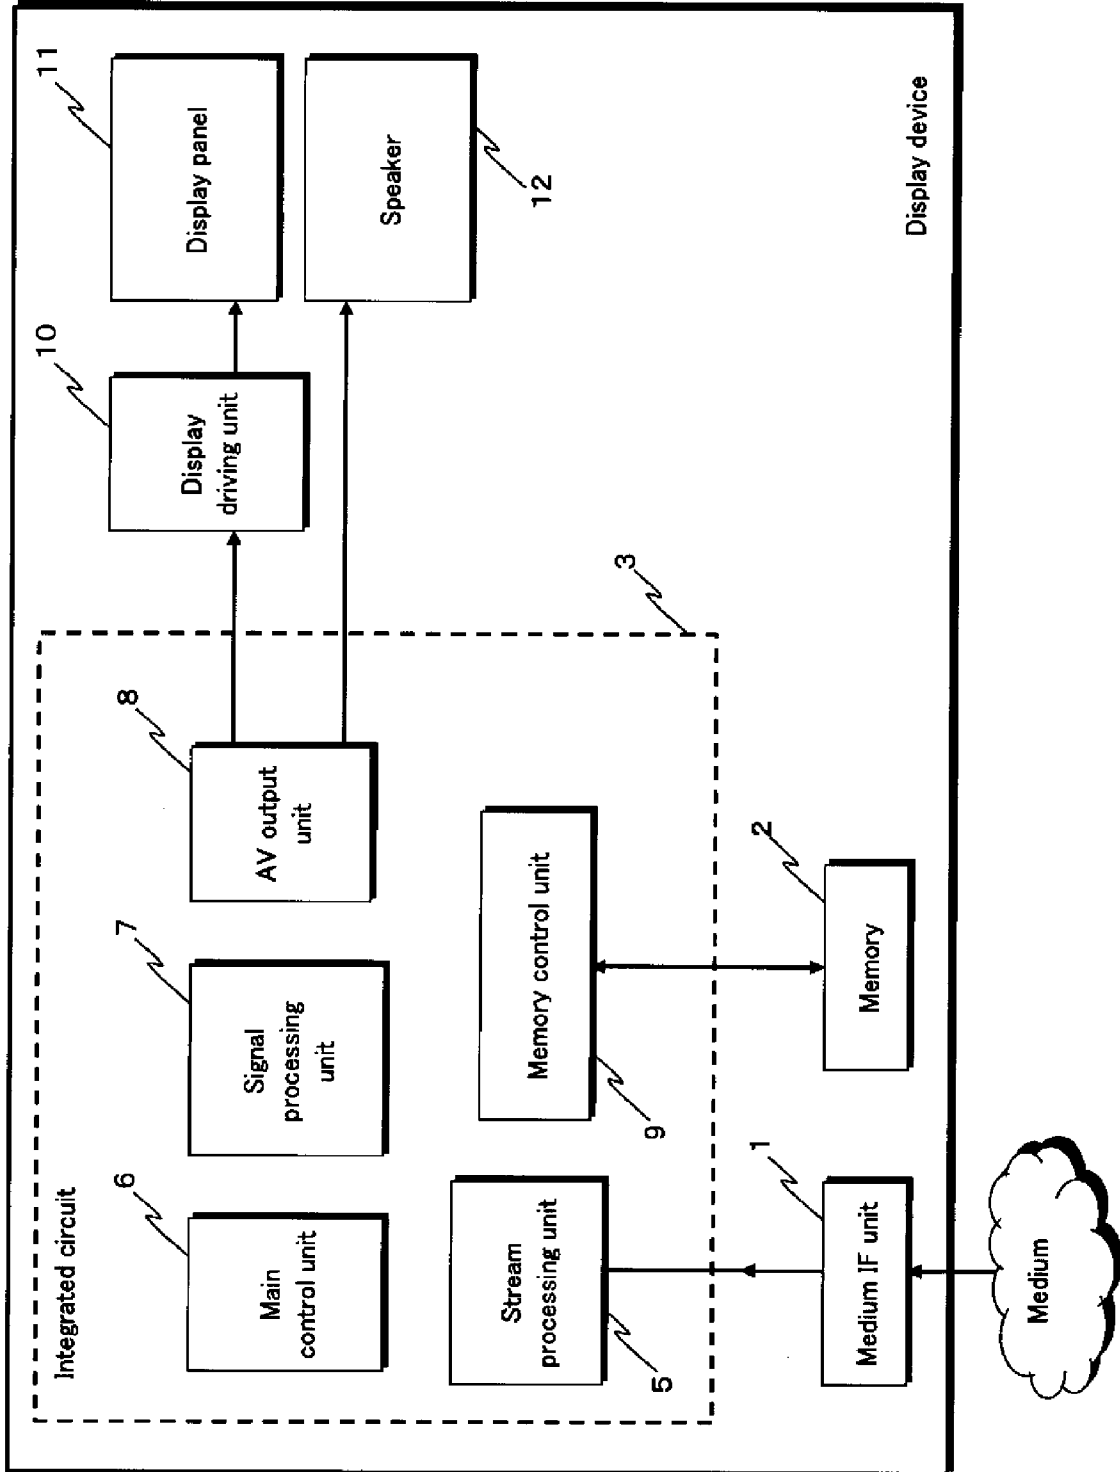 Integrated circuit
6
Main
control unit
7
Signal
processing
unit
8
AV output
unit
10
Display
driving unit
11
Display panel
Speaker
12
3
Stream
processing unit
5
Memory control unit
9
1
Medium IF unit
2
Memory
Display device
Medium